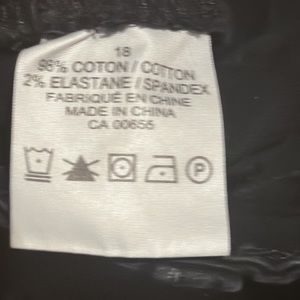 18
98% COTON / COTTON
2% ELASTANE / SPANDEX
FABRIQUÉ EN CHINE
MADE IN CHINA
CA 00655
P